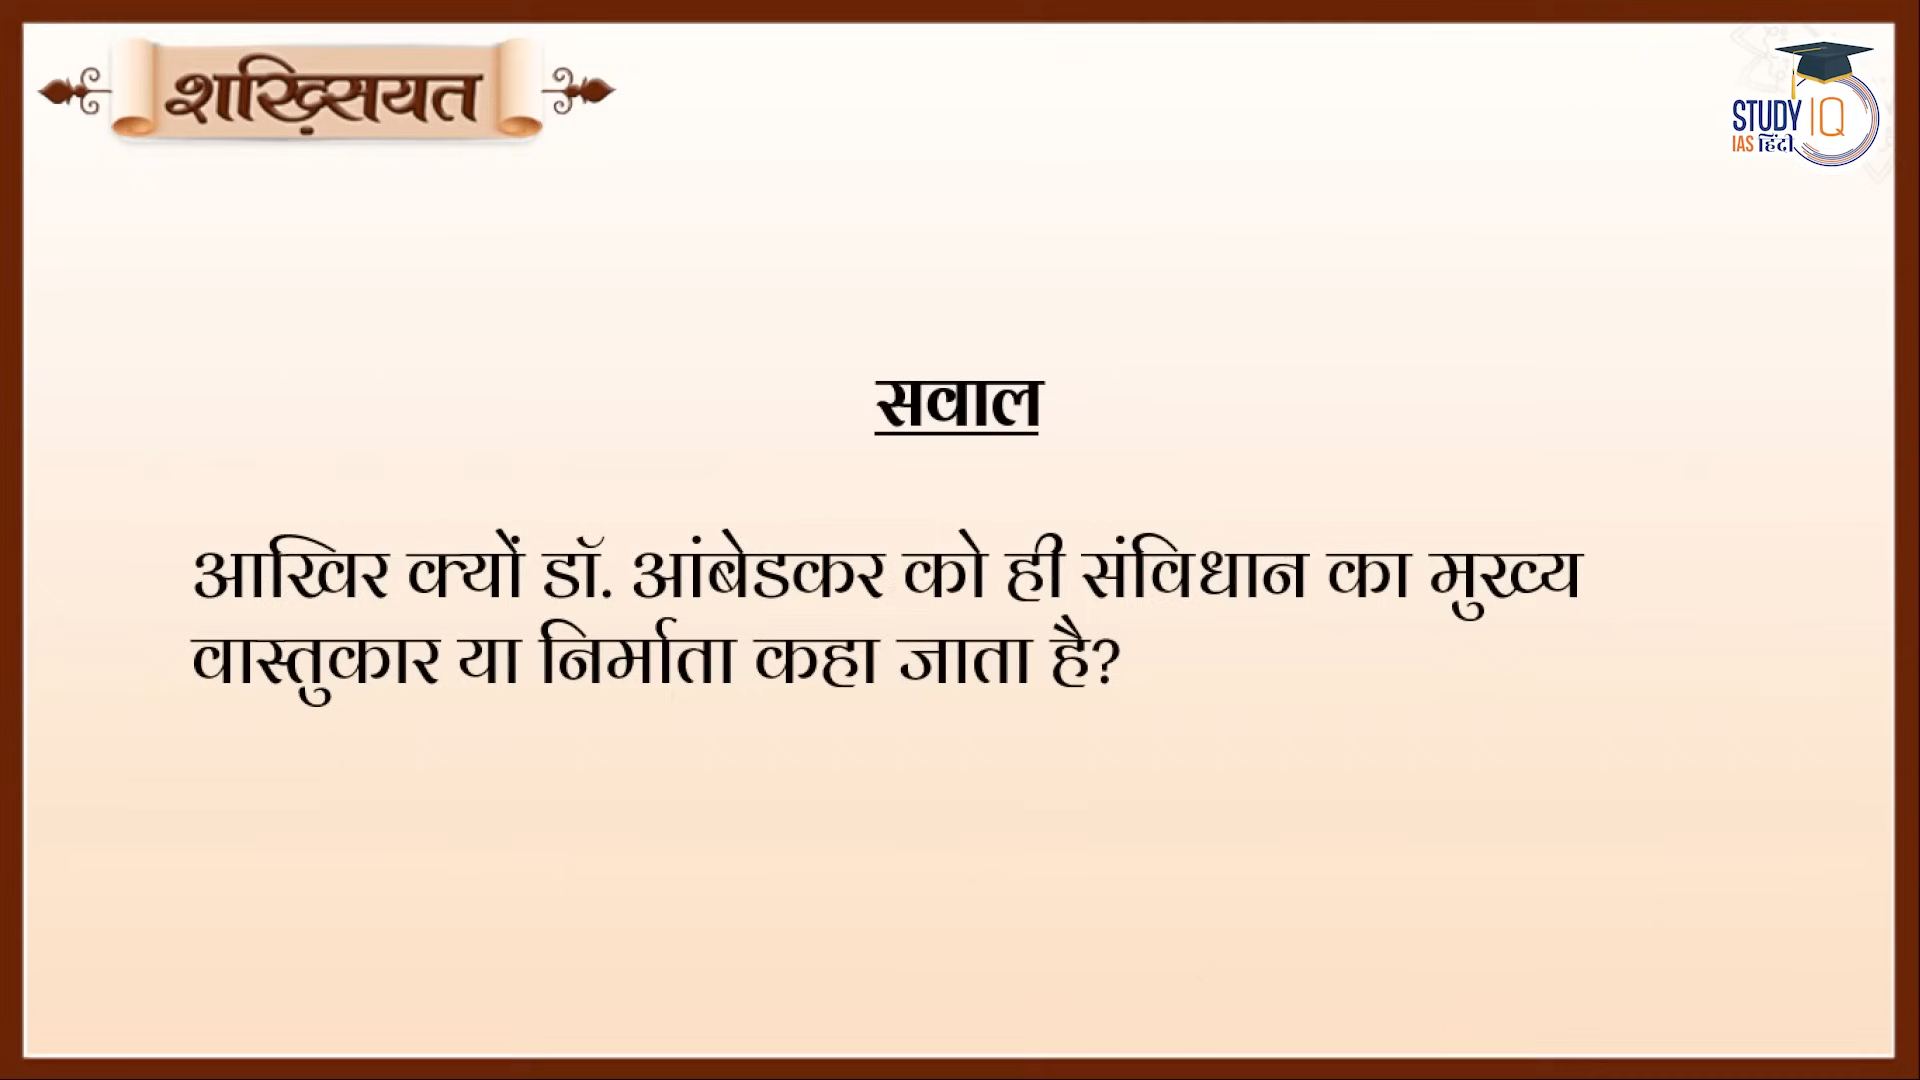 शख़्सियत
STUDY IQ
IAS हिंदी
सवाल
आखिर क्यों डॉ. आंबेडकर को ही संविधान का मुख्य
वास्तुकार या निर्माता कहा जाता है?